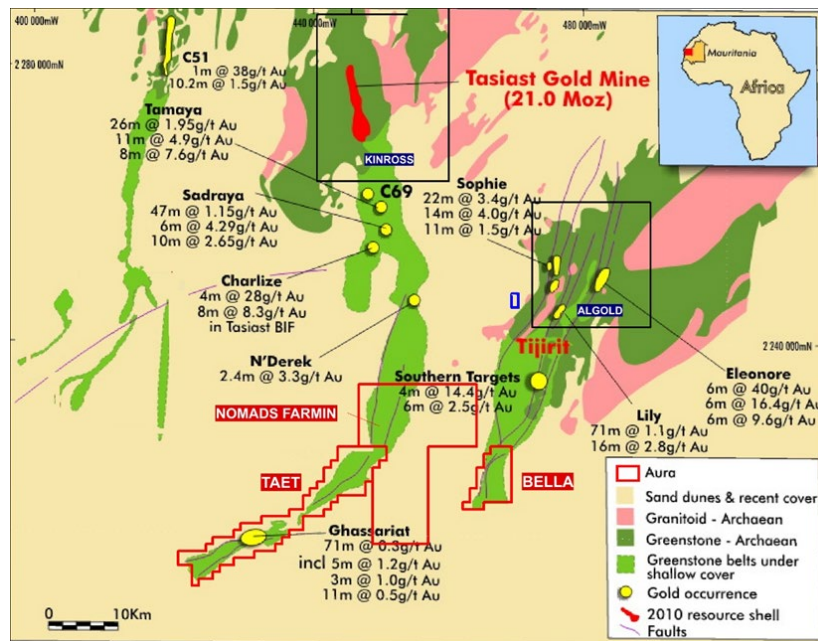 400 000mW
440 000mW
480 000mW
2 280 000mN
C51
1m @ 38g/t Au
10.2m @ 1.5g/t Au
Tamaya
26m @ 1.95g/t Au
11m @ 4.9g/t Au
8m @ 7.6g/t Au
Sadraya
47m @ 1.15g/t Au
6m @ 4.29g/t Au
10m @ 2.65g/t Au
Charlize
4m @ 28g/t Au
8m @ 8.3g/t Au
in Tasiast BIF
N'Derek
2.4m @ 3.3g/t Au
NOMADS FARMIN
TAET
Ghassariat
71m @ 0.3g/t Au
incl 5m @ 1.2g/t Au
3m @ 1.0g/t Au
11m @ 0.5g/t Au
0 10Km
Tasiast Gold Mine
(21.0 Moz)
KINROSS
C69
Sophie
22m @ 3.4g/t Au
14m @ 4.0g/t Au
11m @ 1.5g/t Au
ALGOLD
Tijirit
Southern Targets
4m @ 14.4g/t Au
6m @ 2.5g/t Au
BELLA
2 240 000mN
Eleonore
6m @ 40g/t Au
6m @ 16.4g/t Au
6m @ 9.6g/t Au
Lily
71m @ 1.1g/t Au
16m @ 2.8g/t Au
Mauritania
Africa
Aura
Sand dunes & recent cover
Granitoid - Archaean
Greenstone - Archaean
Greenstone belts under
shallow cover
Gold occurrence
2010 resource shell
Faults